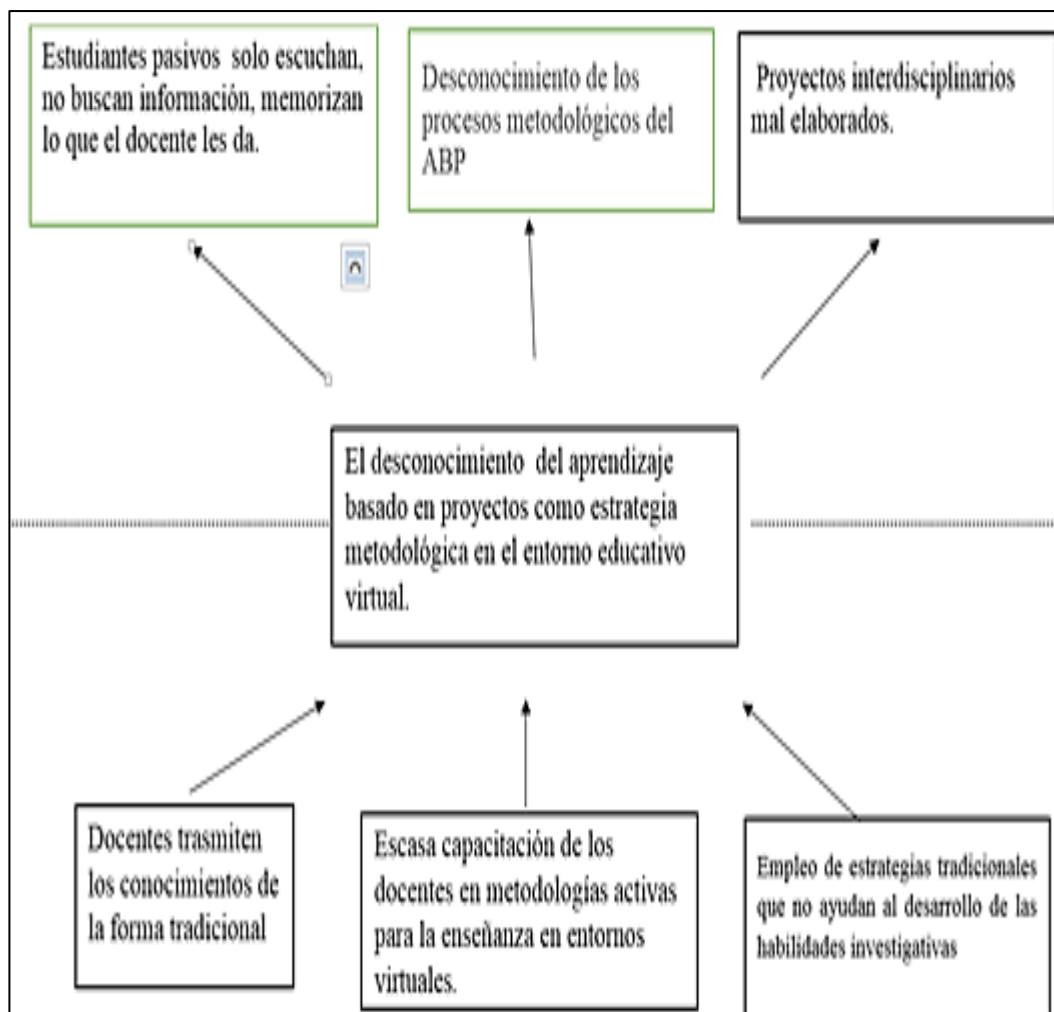 Estudiantes pasivos solo escuchan,
no buscan información, memorizan
lo que el docente les da.
Desconocimiento de los
procesos metodológicos del
ABP
Proyectos interdisciplinarios
mal elaborados.
El desconocimiento del aprendizaje
basado en proyectos como estrategia
metodológica en el entorno educativo
virtual.
Docentes trasmiten
los conocimientos de
la forma tradicional
Escasa capacitación de los
docentes en metodologías activas
para la enseñanza en entornos
virtuales.
Empleo de estrategias tradicionales
que no ayudan al desarrollo de las
habilidades investigativas